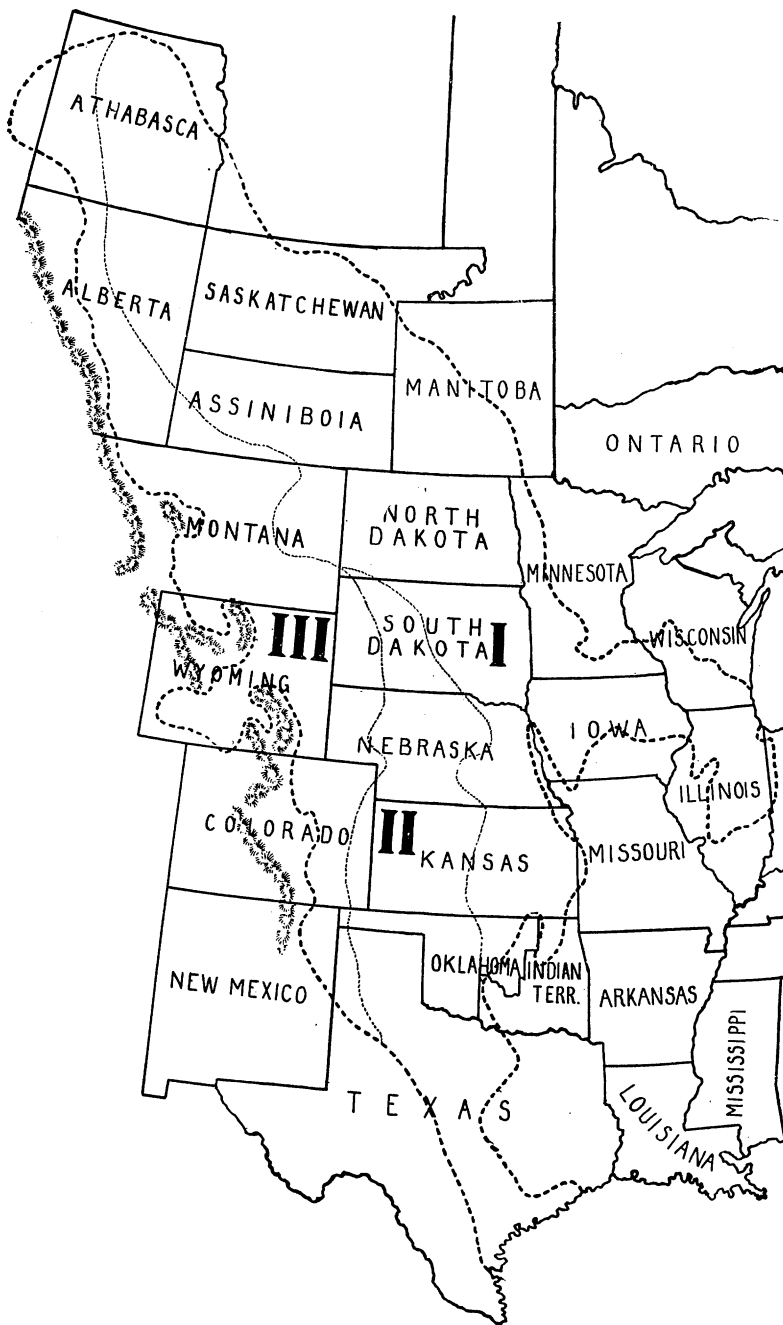 ATHABASCA
ALBERTA
SASKATCHEWAN
ASSINIBOIA
MANITOBA
ONTARIO
MONTANA
NORTH
DAKOTA
MINNESOTA
SOUTH
DAKOTA
I
WISCONSIN
III
WYOMING
NEBRASKA
IOWA
ILLINOIS
COLORADO
II
KANSAS
MISSOURI
NEW MEXICO
OKLAHOMA
INDIAN
TERR.
ARKANSAS
MISSISSIPPI
TEXAS
LOUISIANA